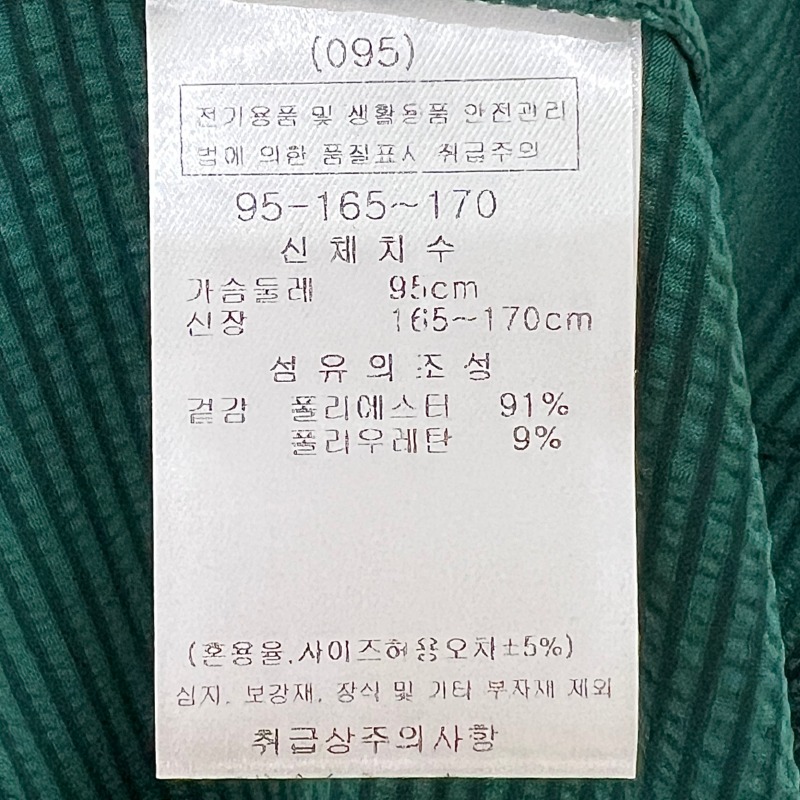 (095)
전기용품 및 생활용품 안전관리
법에 의한 품질표시 취급주의
95-165~170
신 체 치 수
가슴둘레 95cm
신장 165~170cm
섬 유 의 조 성
겉감 폴리에스터 91%
폴리우레탄 9%
(혼용율,사이즈허용오차±5%)
심지, 보강재, 장식 및 기타 부자재 제외
취급상주의사항